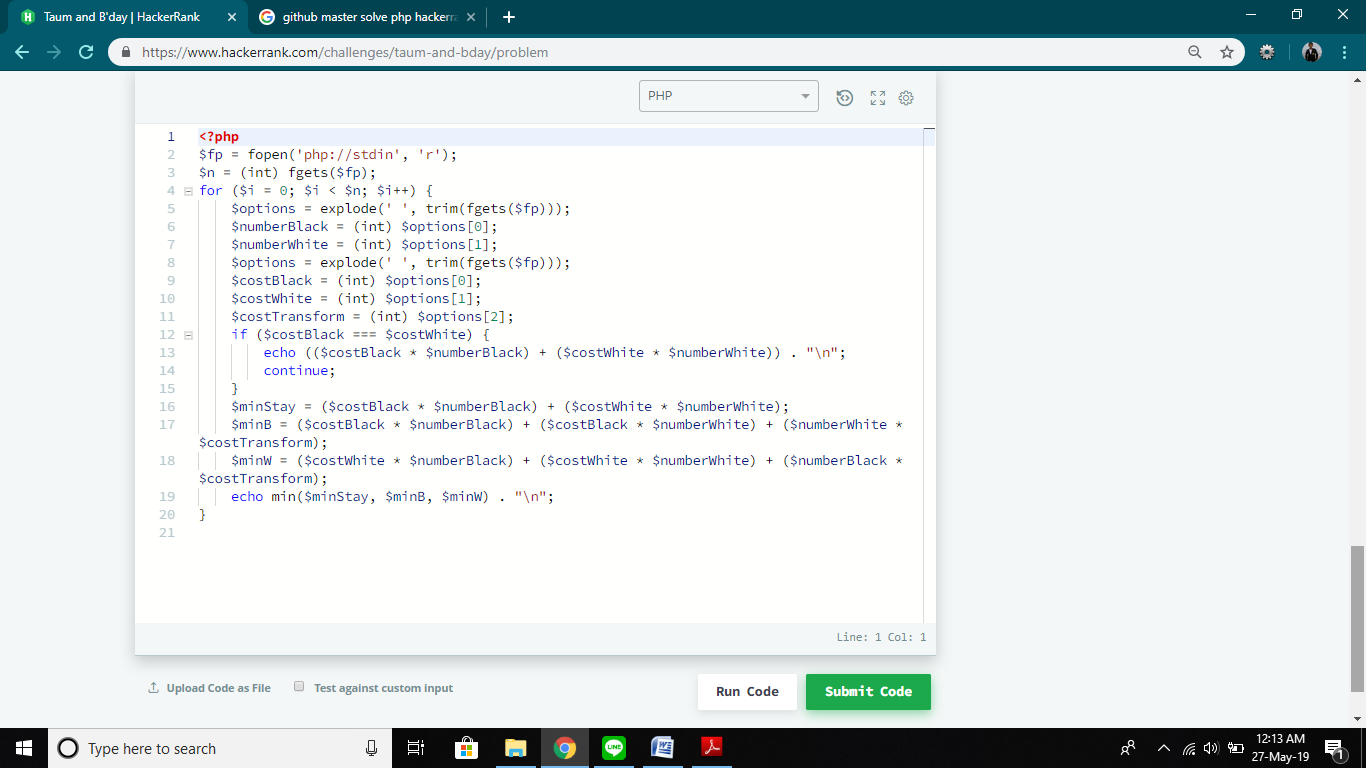 Taum and B'day | HackerRank
github master solve php hackerra
https://www.hackerrank.com/challenges/taum-and-bday/problem
PHP
1 <?php
2 $fp = fopen('php://stdin', 'r');
3 $n = (int) fgets($fp);
4 for ($i = 0; $i < $n; $i++) {
5 $options = explode(' ', trim(fgets($fp)));
6 $numberBlack = (int) $options[0];
7 $numberWhite = (int) $options[1];
8 $options = explode(' ', trim(fgets($fp)));
9 $costBlack = (int) $options[0];
10 $costWhite = (int) $options[1];
11 $costTransform = (int) $options[2];
12 if ($costBlack === $costWhite) {
13 echo (($costBlack * $numberBlack) + ($costWhite * $numberWhite)) . "\n";
14 continue;
15 }
16 $minStay = ($costBlack * $numberBlack) + ($costWhite * $numberWhite);
17 $minB = ($costBlack * $numberBlack) + ($costBlack * $numberWhite) + ($numberWhite *
$costTransform);
18 $minW = ($costWhite * $numberBlack) + ($costWhite * $numberWhite) + ($numberBlack *
$costTransform);
19 echo min($minStay, $minB, $minW) . "\n";
20 }
21
Line: 1 Col: 1
Upload Code as File
Test against custom input
Run Code
Submit Code
Type here to search
12:13 AM
27-May-19
1